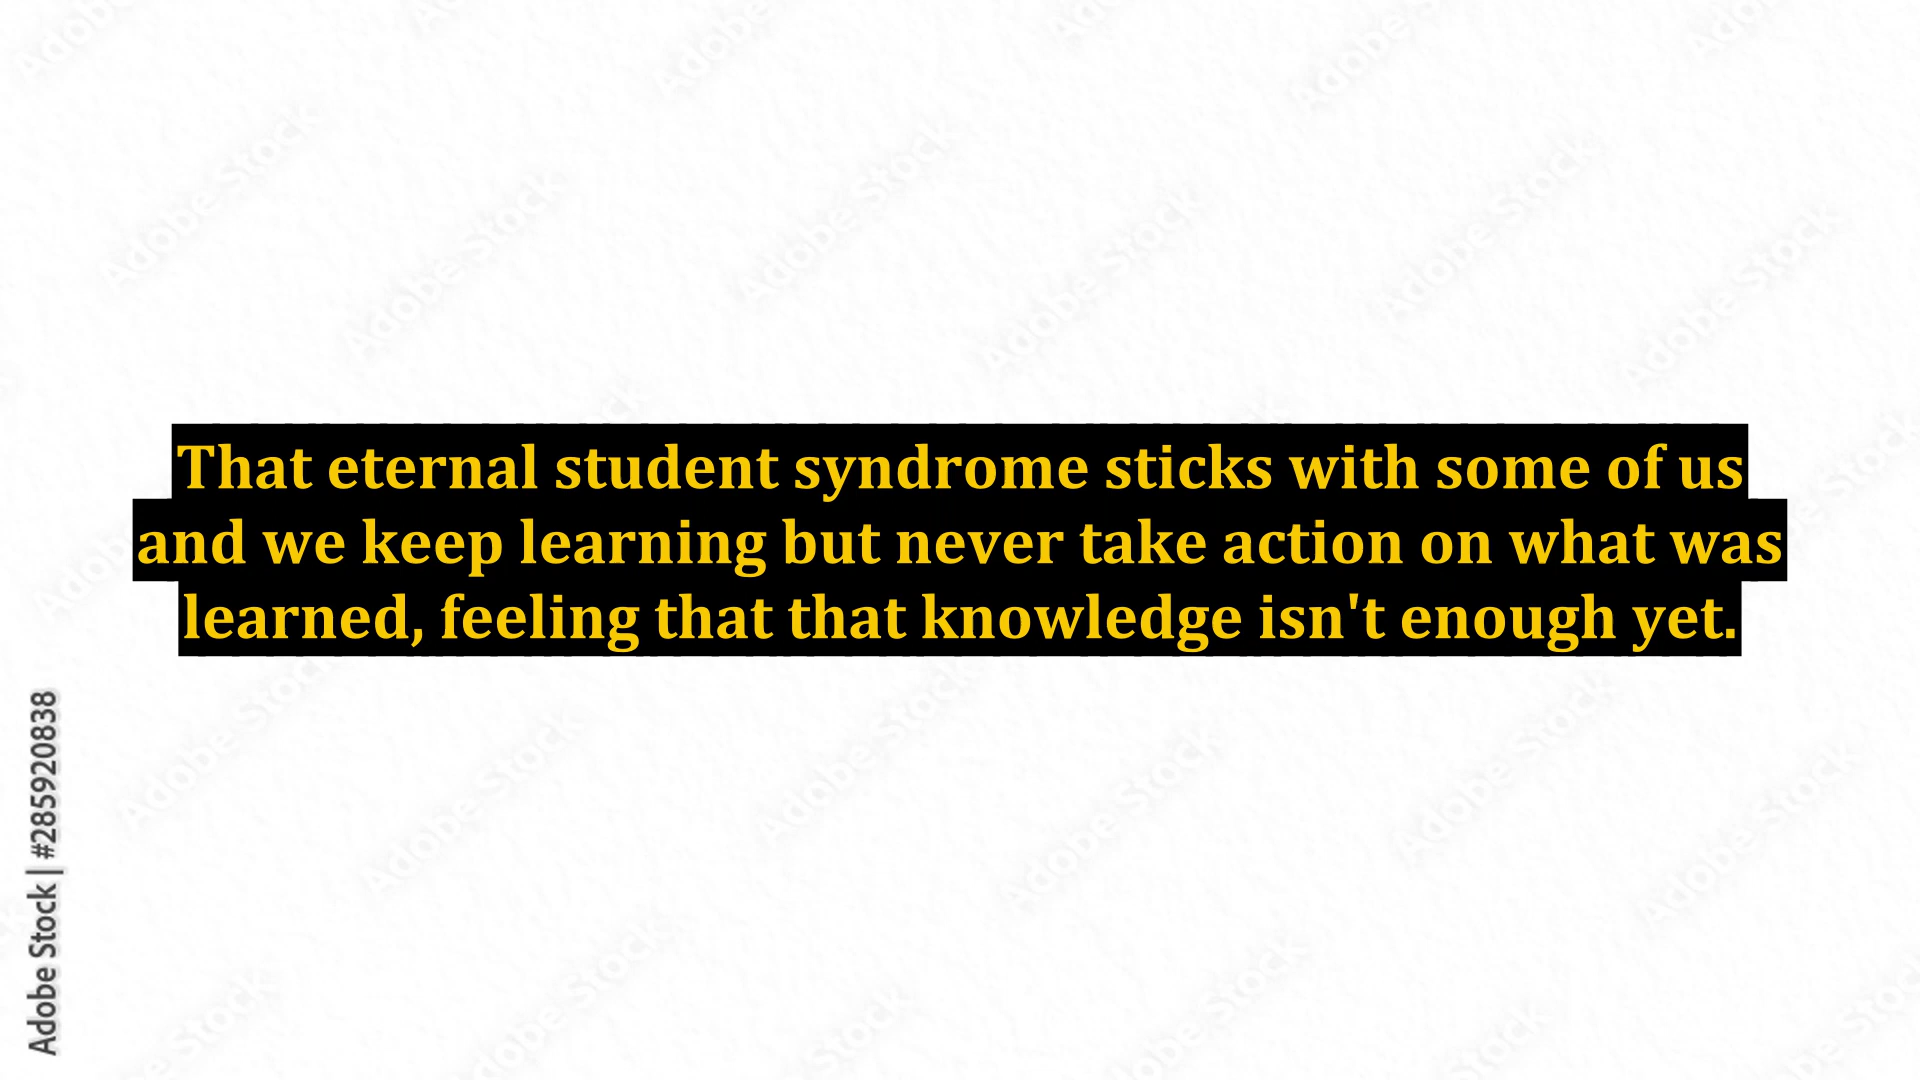 That eternal student syndrome sticks with some of us
and we keep learning but never take action on what was
learned, feeling that that knowledge isn't enough yet.
Adobe Stock | #285920838